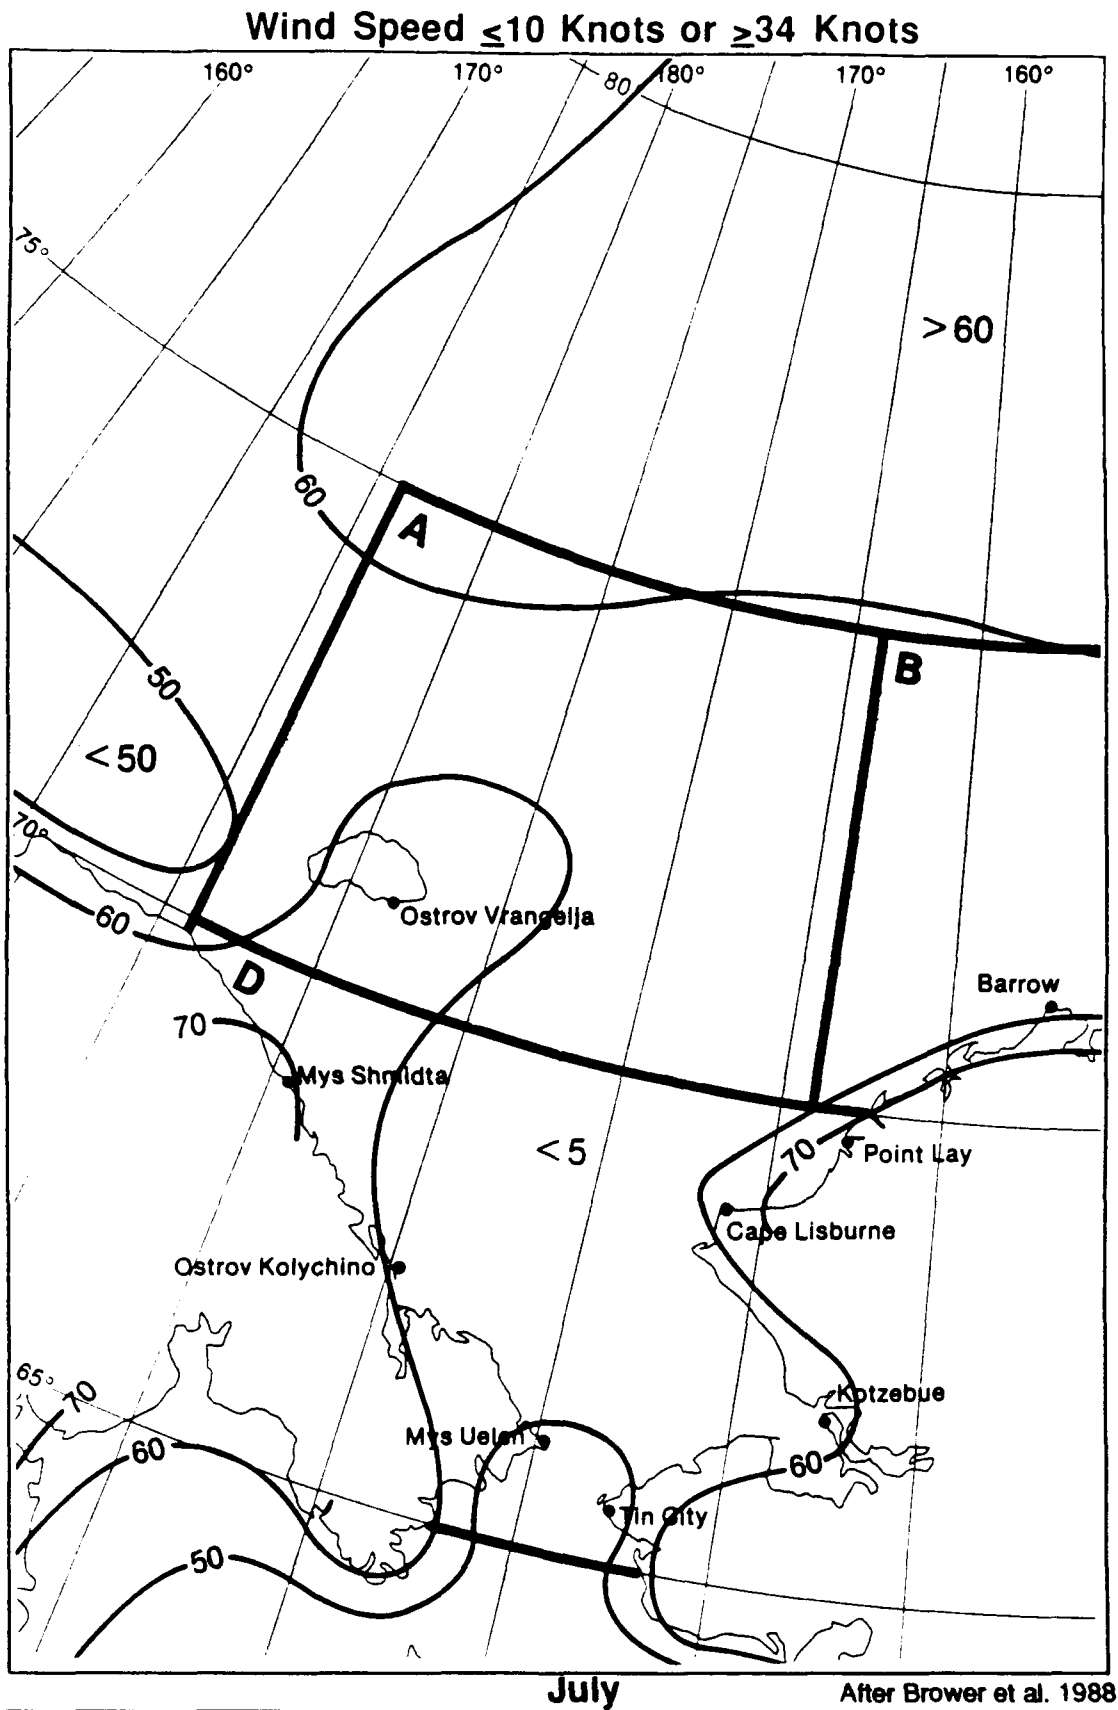 Wind Speed ≤10 Knots or ≥34 Knots
160° 170° 80 180° 170° 160°
75°
>60
60
A
B
50
<50
70°
Ostrov Vrangelja
60
D
Barrow
70
Mys Shmidta
<5
70
Point Lay
Cape Lisburne
Ostrov Kolychino
65°
70
Kotzebue
Mys Uelen
60
60
Tin City
50
July
After Brower et al. 1988